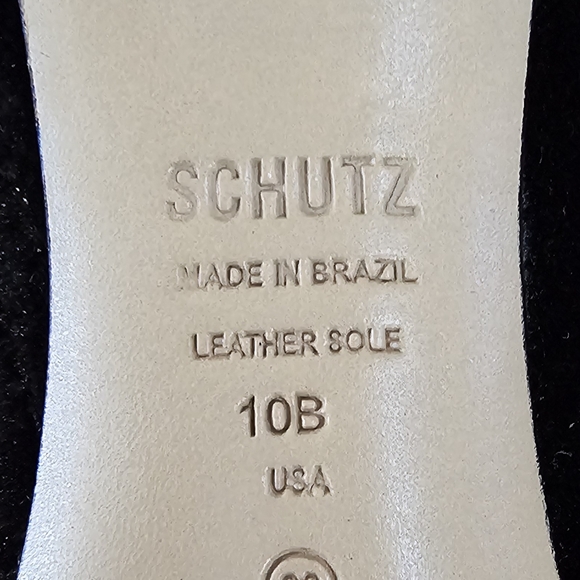 SCHUTZ
MADE IN BRAZIL
LEATHER SOLE
10B
USA